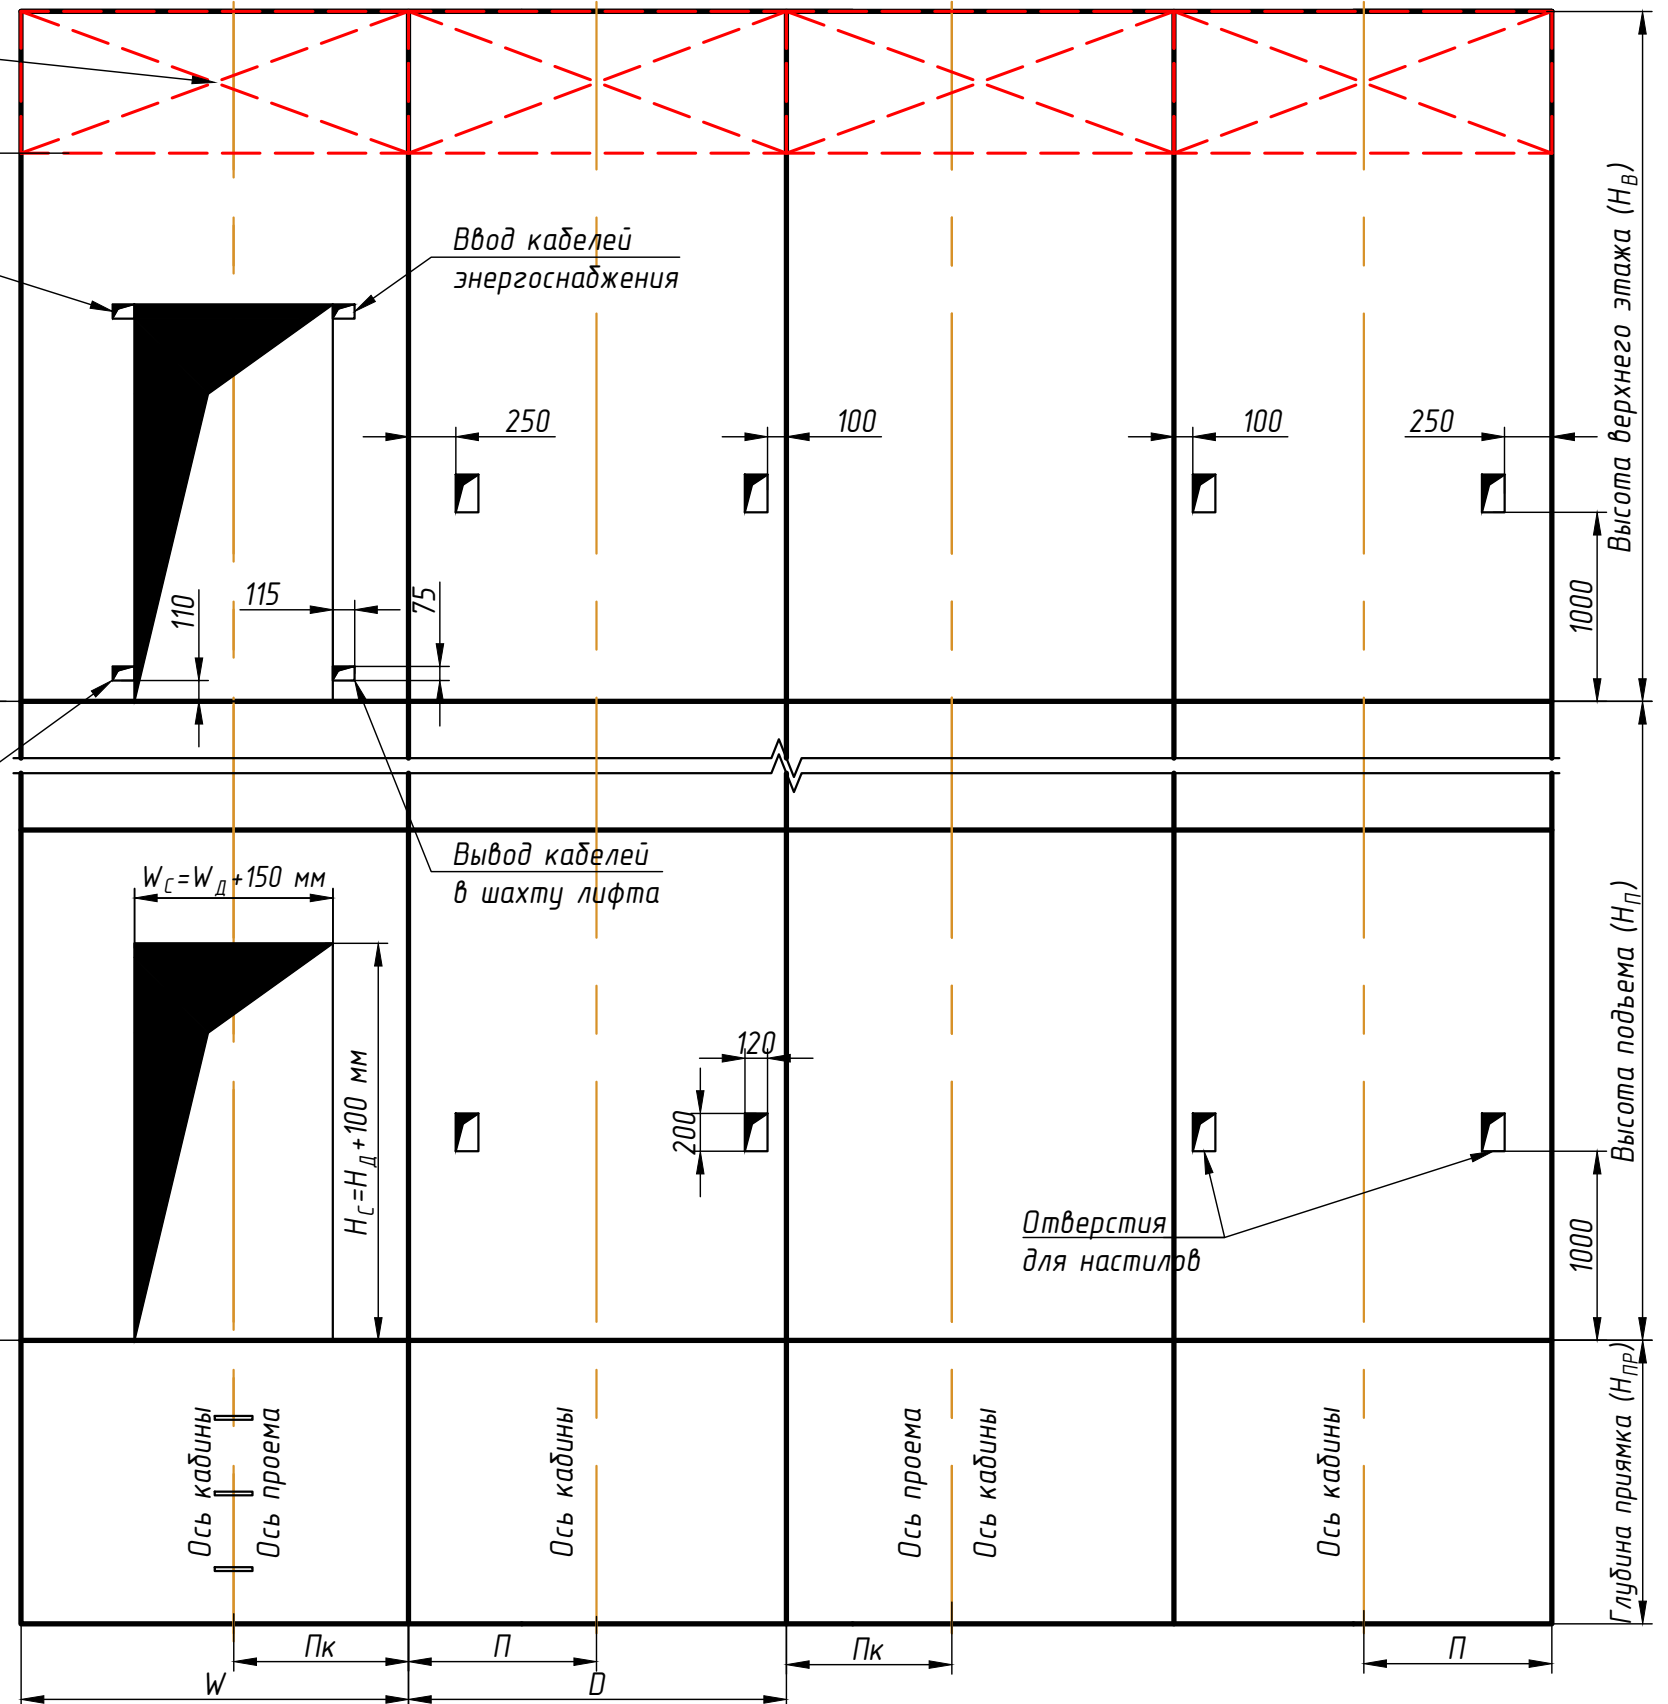 Ввод кабелей
энергоснабжения
Высота верхнего этажа (HВ)
250
100
100
250
110
115
75
1000
Вывод кабелей
в шахту лифта
WС=WД+150 мм
HС=HД+100 мм
120
200
Высота подъема (HП)
Отверстия
для настилов
1000
Глубина приямка (HПР)
Ось кабины
Ось проема
Ось кабины
Ось проема
Ось кабины
Ось кабины
Пк
П
Пк
П
W
D